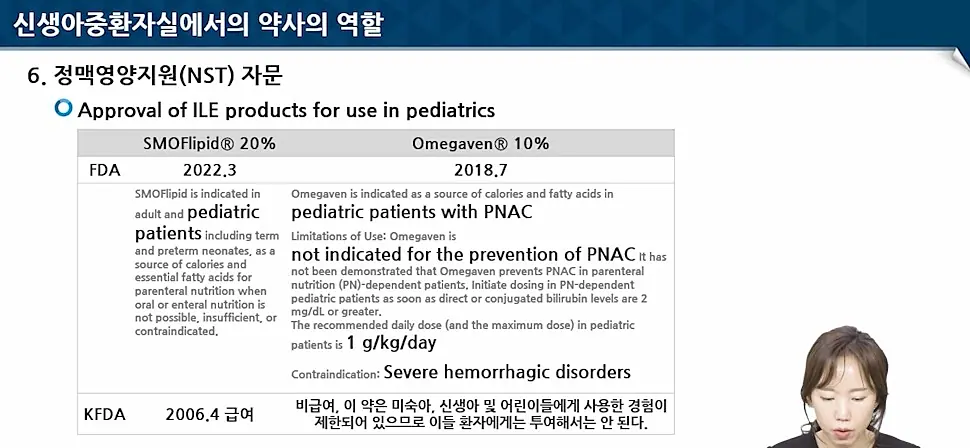 신생아중환자실에서의 약사의 역할
6. 정맥영양지원(NST) 자문
Approval of ILE products for use in pediatrics
SMOFlipid® 20%
Omegaven® 10%
FDA
2022.3
2018.7
SMOFlipid is indicated in
adult and pediatric
patients including term
and preterm neonates, as a
source of calories and
essential fatty acids for
parenteral nutrition when
oral or enteral nutrition is
not possible, insufficient, or
contraindicated.
Omegaven is indicated as a source of calories and fatty acids in
pediatric patients with PNAC
Limitations of Use: Omegaven is
not indicated for the prevention of PNAC It has
not been demonstrated that Omegaven prevents PNAC in parenteral
nutrition (PN)-dependent patients. Initiate dosing in PN-dependent
pediatric patients as soon as direct or conjugated bilirubin levels are 2
mg/dL or greater.
The recommended daily dose (and the maximum dose) in pediatric
patients is 1 g/kg/day
Contraindication: Severe hemorrhagic disorders
KFDA
2006.4 급여
비급여, 이 약은 미숙아, 신생아 및 어린이들에게 사용한 경험이
제한되어 있으므로 이들 환자에게는 투여해서는 안 된다.